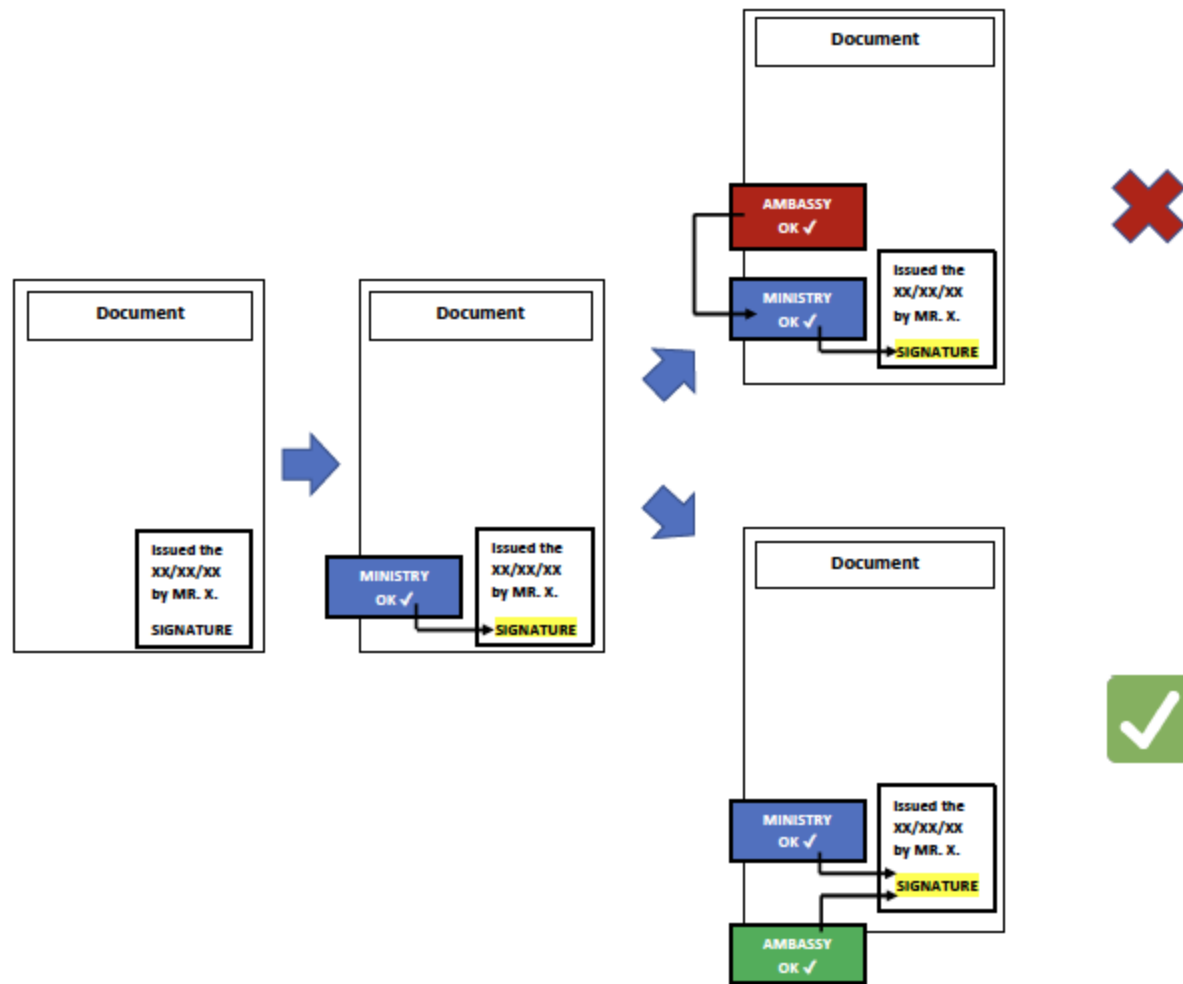 Document
Issued the
XX/XX/XX
by MR. X.
SIGNATURE
Document
MINISTRY
OK ✓
Issued the
XX/XX/XX
by MR. X.
SIGNATURE
Document
AMBASSY
OK ✓
MINISTRY
OK ✓
Issued the
XX/XX/XX
by MR. X.
SIGNATURE
Document
MINISTRY
OK ✓
Issued the
XX/XX/XX
by MR. X.
SIGNATURE
AMBASSY
OK ✓